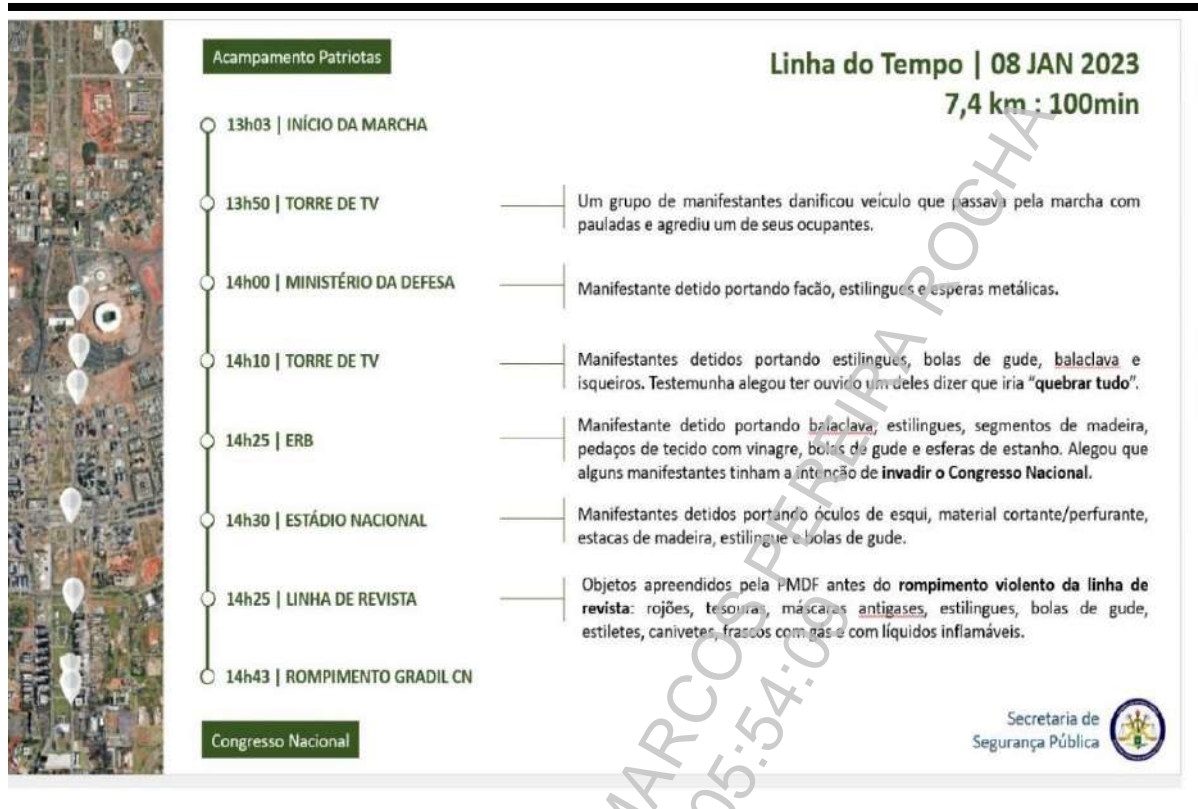 Acampamento Patriotas
Linha do Tempo | 08 JAN 2023
7,4 km : 100min
13h03 | INÍCIO DA MARCHA
13h50 | TORRE DE TV
Um grupo de manifestantes danificou veículo que passava pela marcha com
pauladas e agrediu um de seus ocupantes.
14h00 | MINISTÉRIO DA DEFESA
Manifestante detido portando facão, estilingues e esperas metálicas.
14h10 | TORRE DE TV
Manifestantes detidos portando estilingues, bolas de gude, balaclava e
isqueiros. Testemunha alegou ter ouvido um deles dizer que iria “quebrar tudo”.
14h25 | ERB
Manifestante detido portando balaclava, estilingues, segmentos de madeira,
pedaços de tecido com vinagre, bolas de gude e esferas de estanho. Alegou que
alguns manifestantes tinham a intenção de invadir o Congresso Nacional.
14h30 | ESTÁDIO NACIONAL
Manifestantes detidos portando óculos de esqui, material cortante/perfurante,
estacas de madeira, estilingue e bolas de gude.
14h25 | LINHA DE REVISTA
Objetos apreendidos pela PMDF antes do rompimento violento da linha de
revista: rojões, tesouras, máscaras antigases, estilingues, bolas de gude,
estiletes, canivetes, frascos com gás e com líquidos inflamáveis.
14h43 | ROMPIMENTO GRADIL CN
Congresso Nacional
Secretaria de
Segurança Pública
MARCOS PEREIRA ROCHA
05:54:09